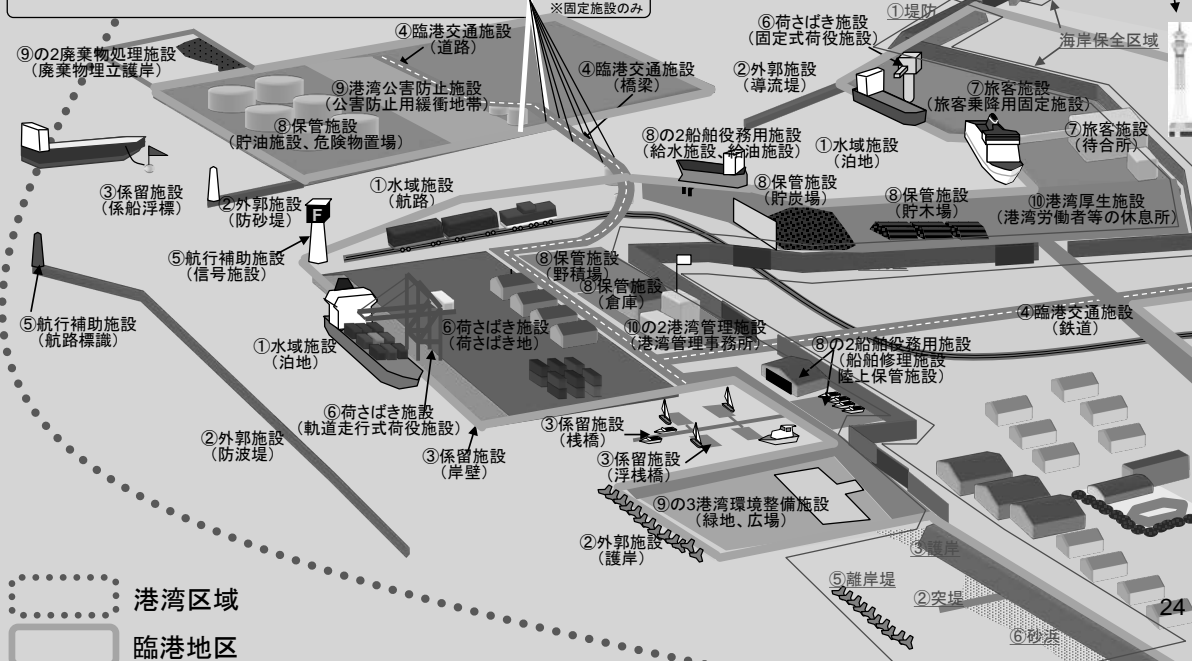 ※固定施設のみ
④臨港交通施設
(道路)
⑥荷さばき施設
(固定式荷役施設)
①堤防
海岸保全区域
⑨の2廃棄物処理施設
(廃棄物埋立護岸)
④臨港交通施設
(橋梁)
②外郭施設
(導流堤)
⑨港湾公害防止施設
(公害防止用緩衝地帯)
⑦旅客施設
(旅客乗降用固定施設)
⑧保管施設
(貯油施設、危険物置場)
⑧の2船舶役務用施設
(給水施設、給油施設)
①水域施設
(泊地)
⑦旅客施設
(待合所)
③係留施設
(係船浮標)
②外郭施設
(防砂堤)
①水域施設
(航路)
⑧保管施設
(貯炭場)
⑧保管施設
(貯木場)
⑩港湾厚生施設
(港湾労働者等の休息所)
F
⑤航行補助施設
(信号施設)
⑧保管施設
(野積場)
⑧保管施設
(倉庫)
⑤航行補助施設
(航路標識)
①水域施設
(泊地)
⑥荷さばき施設
(荷さばき地)
⑩の2港湾管理施設
(港湾管理事務所)
④臨港交通施設
(鉄道)
⑧の2船舶役務用施設
(船舶修理施設
陸上保管施設)
⑥荷さばき施設
(軌道走行式荷役施設)
②外郭施設
(防波堤)
③係留施設
(岸壁)
③係留施設
(桟橋)
③係留施設
(浮桟橋)
⑨の3港湾環境整備施設
(緑地、広場)
②外郭施設
(護岸)
③護岸
⑤離岸堤
②突堤
⑥砂浜
港湾区域
臨港地区
24